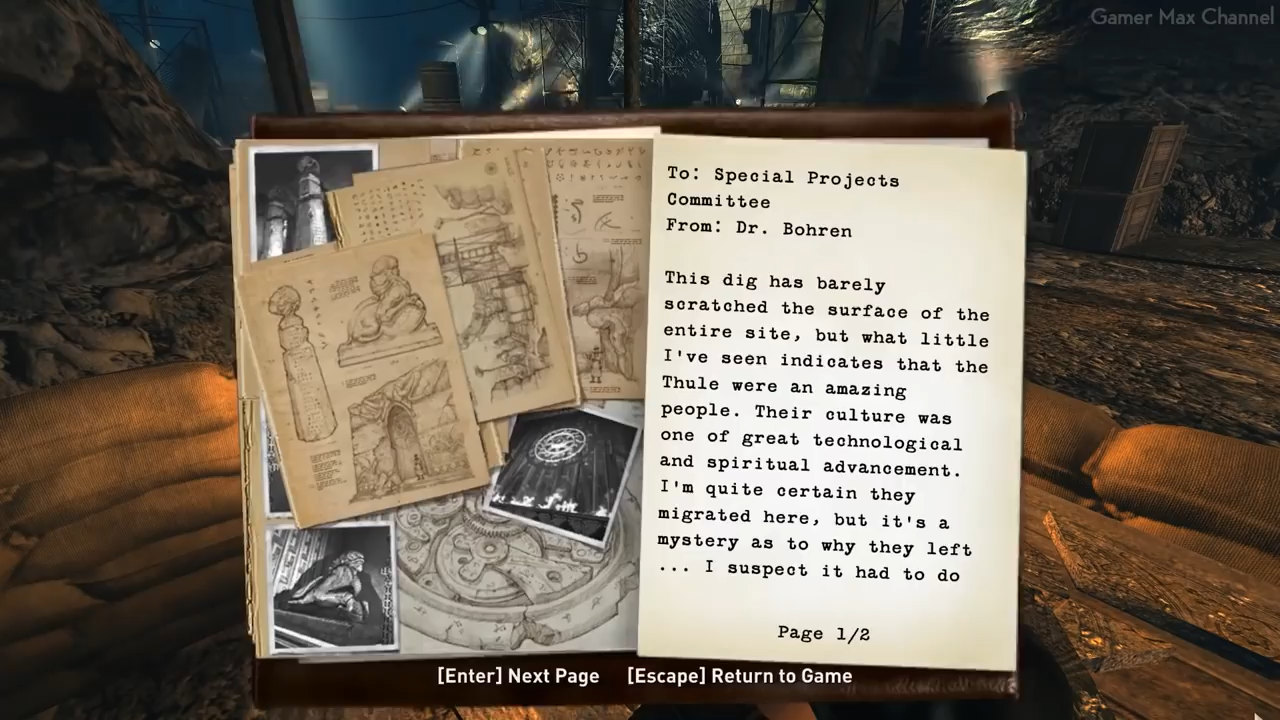 Gamer Max Channel
To: Special Projects
Committee
From: Dr. Bohren
This dig has barely
scratched the surface of the
entire site, but what little
I've seen indicates that the
Thule were an amazing
people. Their culture was
one of great technological
and spiritual advancement.
I'm quite certain they
migrated here, but it's a
mystery as to why they left
... I suspect it had to do
Page 1/2
[Enter] Next Page [Escape] Return to Game